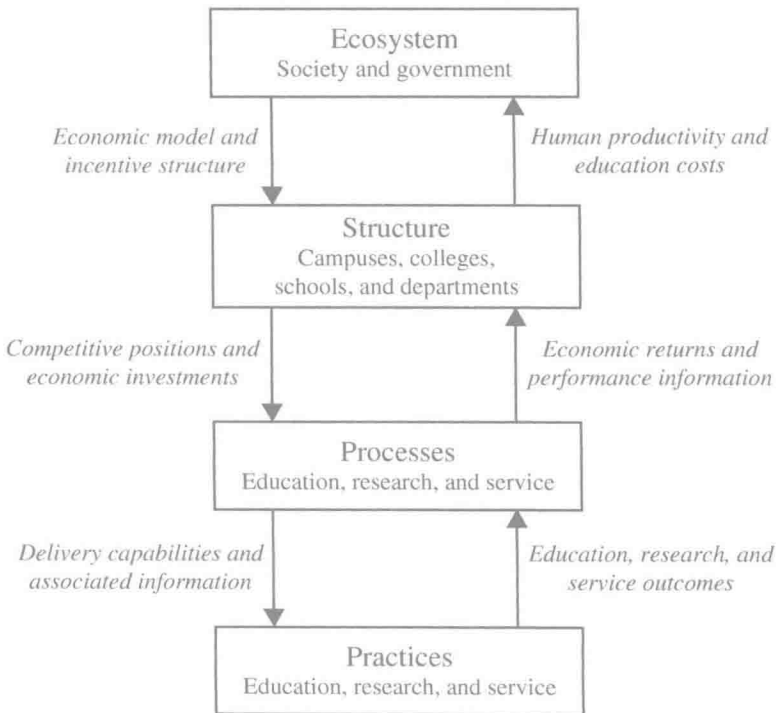 Ecosystem
Society and government
Economic model and
incentive structure
Human productivity and
education costs
Structure
Campuses, colleges,
schools, and departments
Competitive positions and
economic investments
Economic returns and
performance information
Processes
Education, research, and service
Delivery capabilities and
associated information
Education, research, and
service outcomes
Practices
Education, research, and service